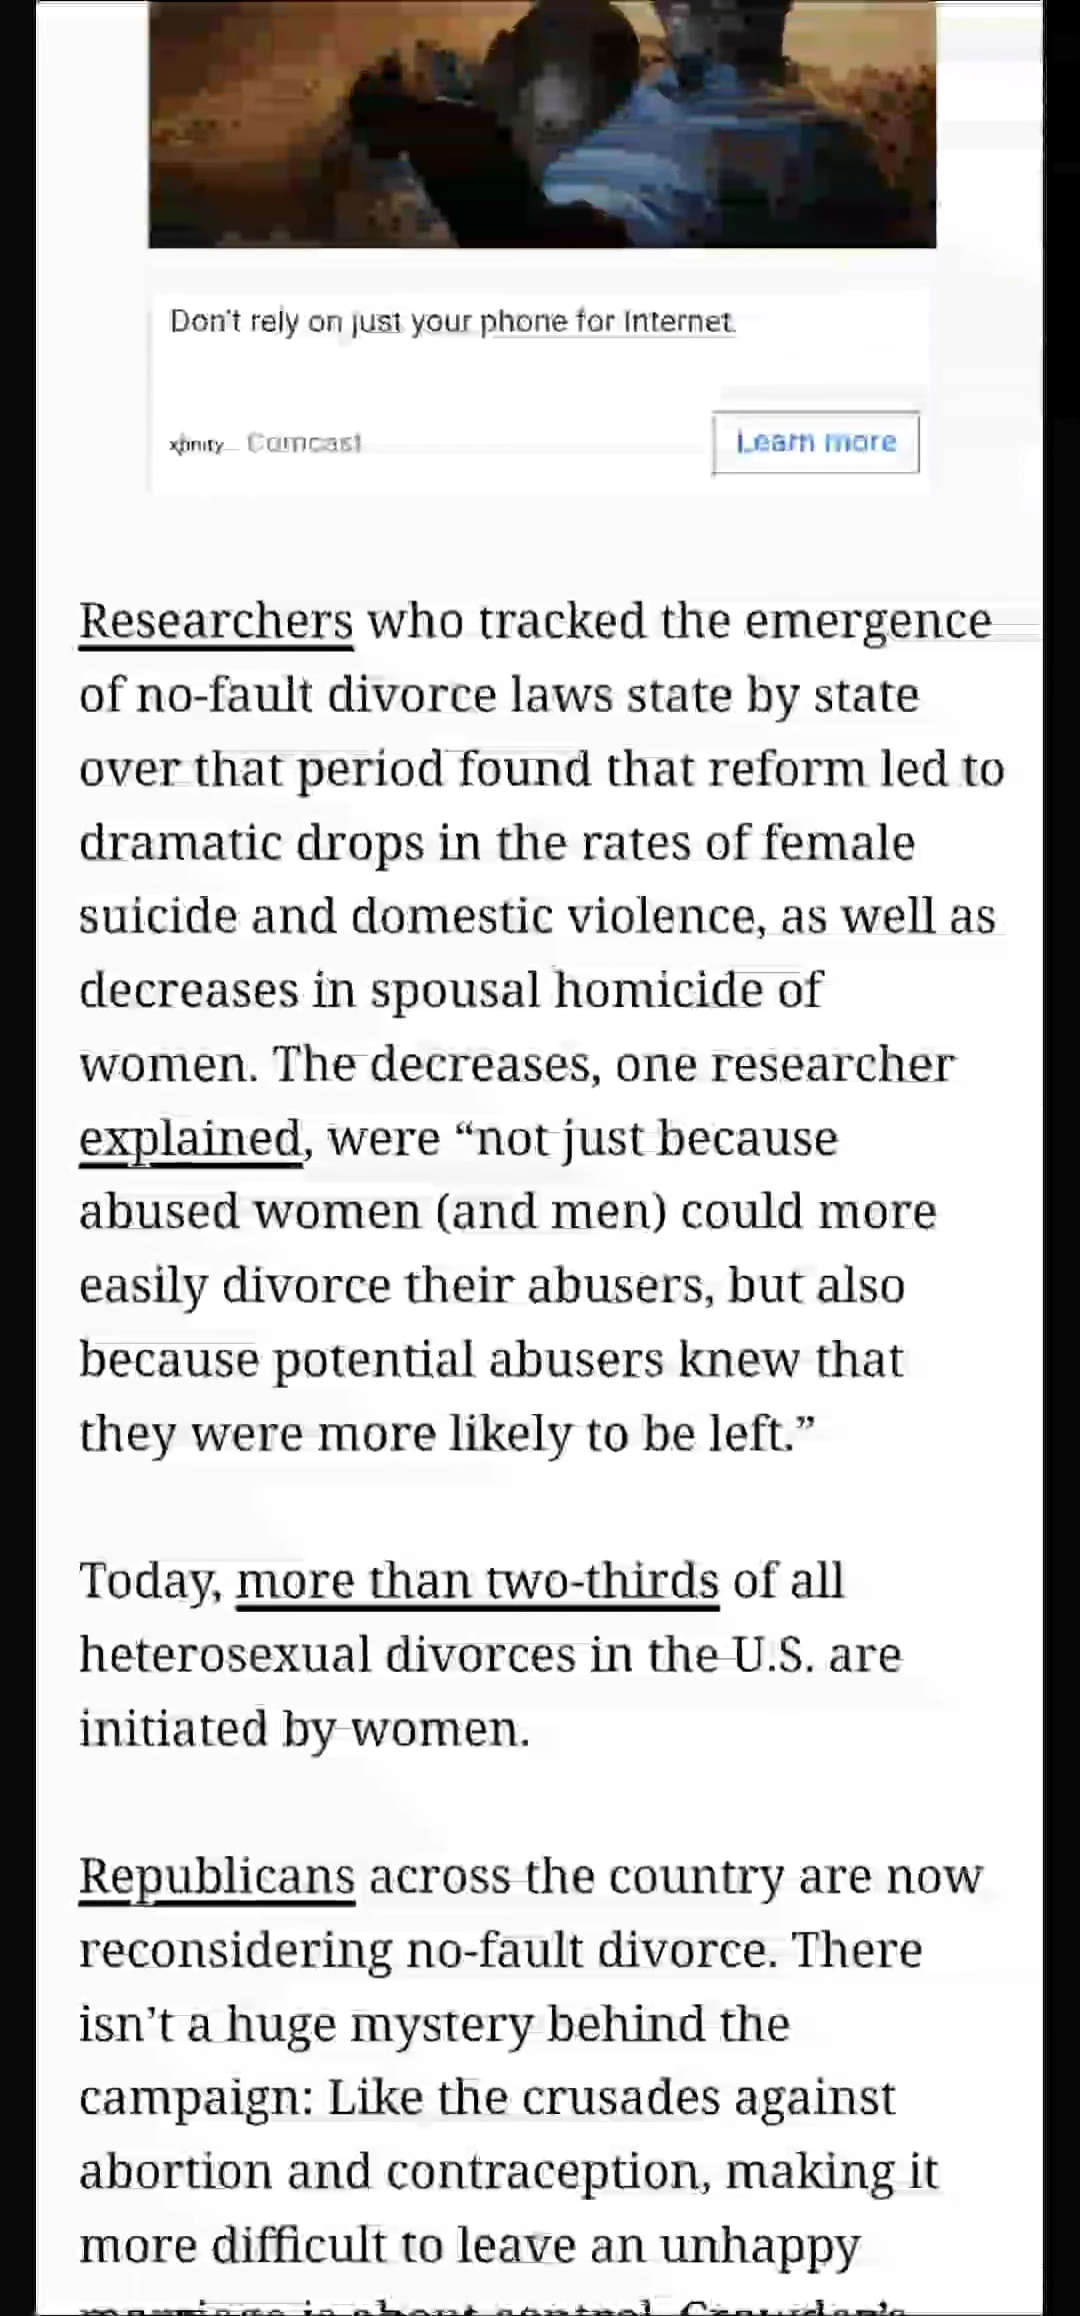 Don't rely on just your phone for Internet.
xfinity Comcast
Learn more
Researchers who tracked the emergence
of no-fault divorce laws state by state
over that period found that reform led to
dramatic drops in the rates of female
suicide and domestic violence, as well as
decreases in spousal homicide of
women. The decreases, one researcher
explained, were “not just because
abused women (and men) could more
easily divorce their abusers, but also
because potential abusers knew that
they were more likely to be left.”
Today, more than two-thirds of all
heterosexual divorces in the U.S. are
initiated by women.
Republicans across the country are now
reconsidering no-fault divorce. There
isn’t a huge mystery behind the
campaign: Like the crusades against
abortion and contraception, making it
more difficult to leave an unhappy